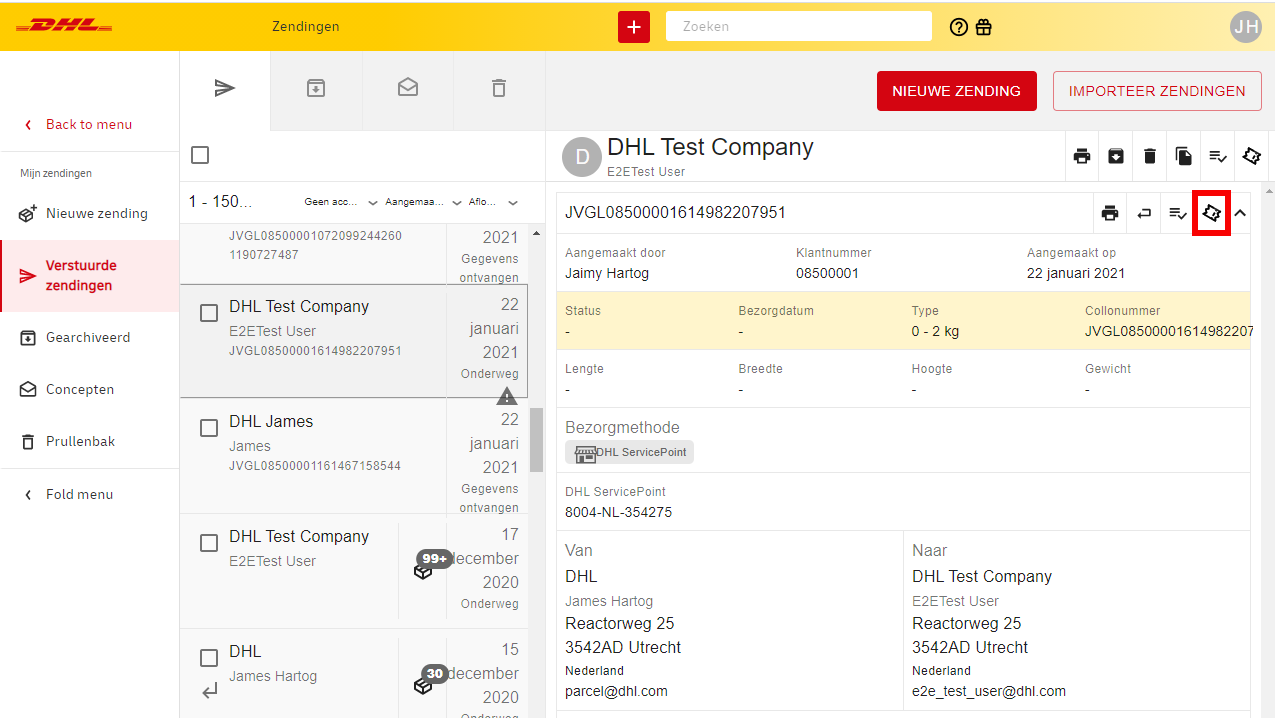 DHL
Zendingen
Zoeken
JH
NIEUWE ZENDING
IMPORTEER ZENDINGEN
Back to menu
Mijn zendingen
Nieuwe zending
Verstuurde
zendingen
Gearchiveerd
Concepten
Prullenbak
Fold menu
1 - 150...
Geen acc...
Aangemaa...
Aflo...
JVGL08500001072099244260
1190727487
2021
Gegevens
ontvangen
DHL Test Company
E2ETest User
JVGL08500001614982207951
22
januari
2021
Onderweg
DHL James
James
JVGL08500001161467158544
22
januari
2021
Gegevens
ontvangen
DHL Test Company
E2ETest User
99+
17
december
2020
Onderweg
DHL
James Hartog
30
15
december
2020
Onderweg
D
DHL Test Company
E2ETest User
JVGL08500001614982207951
Aangemaakt door
Jaimy Hartog
Klantnummer
08500001
Aangemaakt op
22 januari 2021
Status
-
Bezorgdatum
-
Type
0 - 2 kg
Collonummer
JVGL08500001614982207
Lengte
-
Breedte
-
Hoogte
-
Gewicht
-
Bezorgmethode
DHL ServicePoint
DHL ServicePoint
8004-NL-354275
Van
DHL
James Hartog
Reactorweg 25
3542AD Utrecht
Nederland
parcel@dhl.com
Naar
DHL Test Company
E2ETest User
Reactorweg 25
3542AD Utrecht
Nederland
e2e_test_user@dhl.com